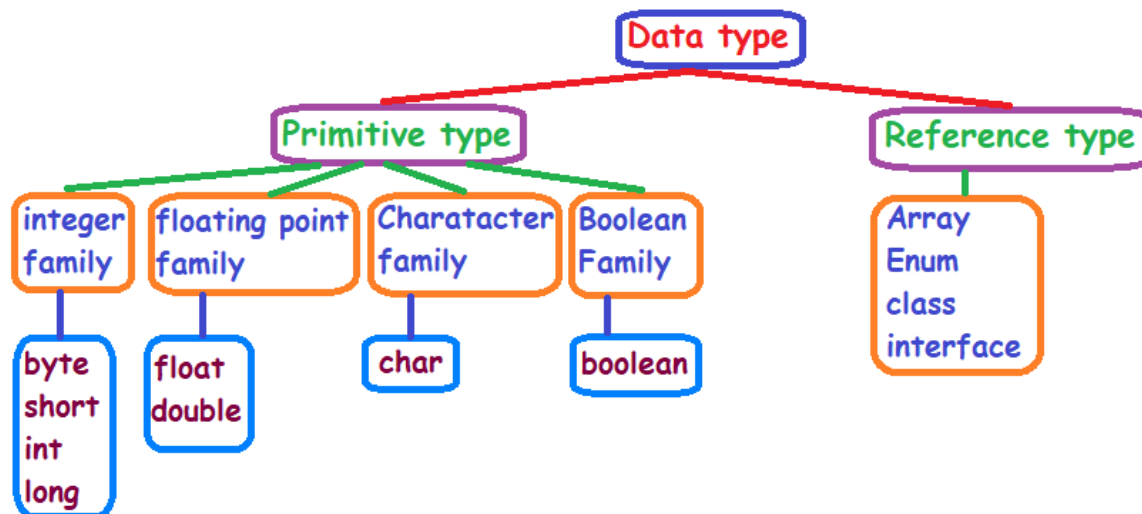 Data type
Primitive type
Reference type
integer
family
floating point
family
Charatacter
family
Boolean
Family
Array
Enum
class
interface
byte
short
int
long
float
double
char
boolean